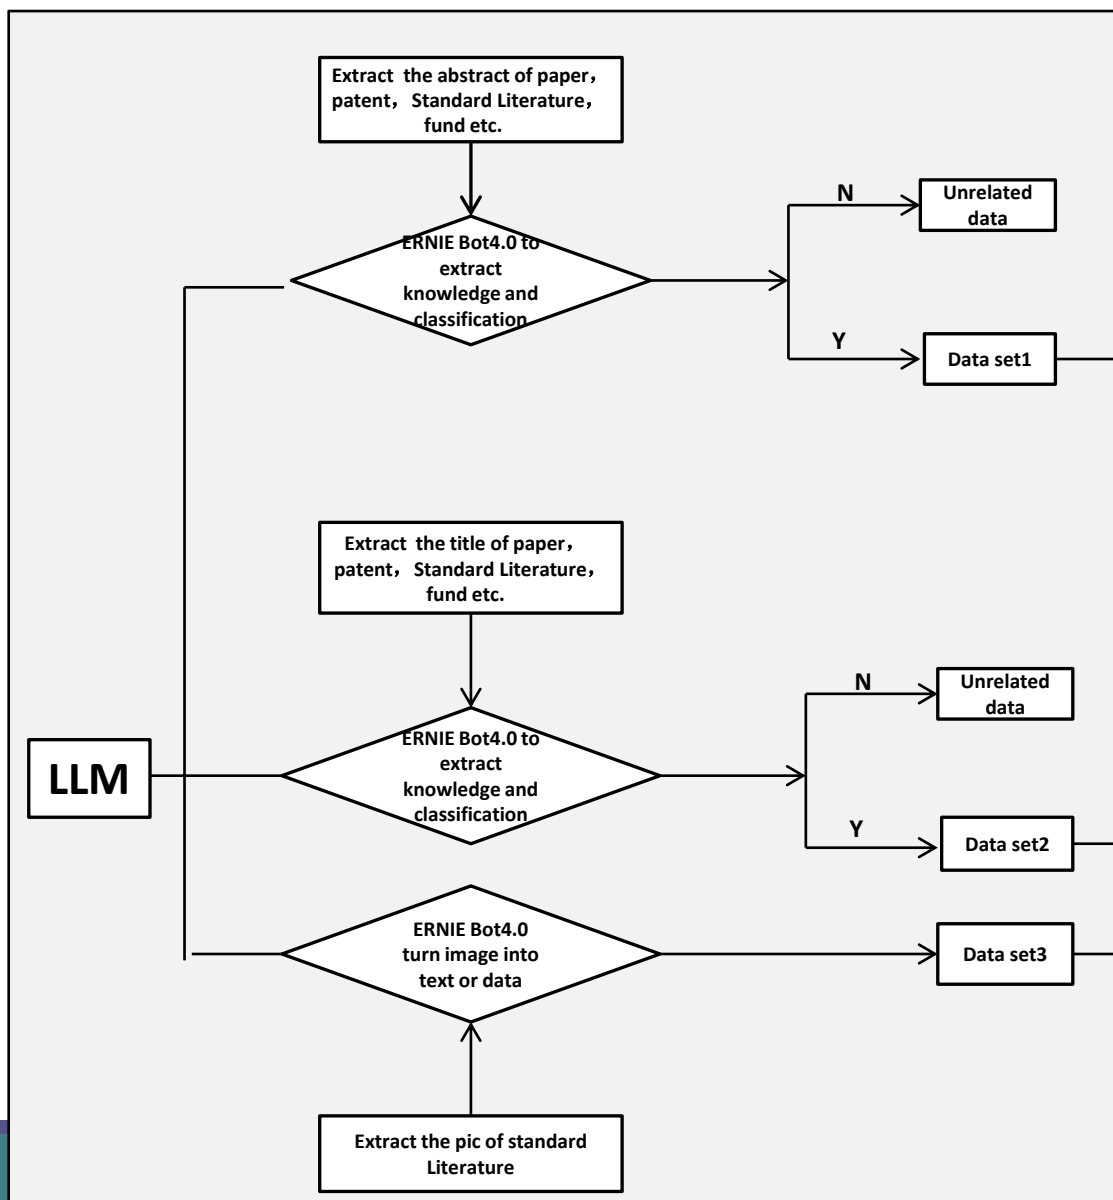 Extract the abstract of paper，
patent， Standard Literature，
fund etc.
ERNIE Bot4.0 to
extract
knowledge and
classification
N
Unrelated
data
Y
Data set1
Extract the title of paper，
patent， Standard Literature，
fund etc.
ERNIE Bot4.0 to
extract
knowledge and
classification
N
Unrelated
data
Y
Data set2
LLM
ERNIE Bot4.0
turn image into
text or data
Data set3
Extract the pic of standard
Literature